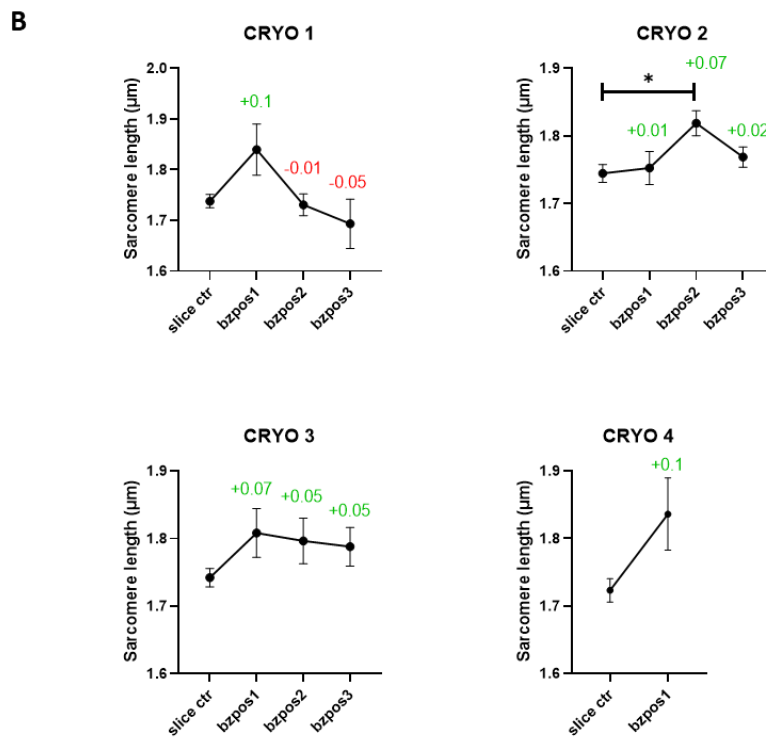 B
CRYO 1
Sarcomere length (µm)
2.0
1.9
1.8
1.7
1.6
+0.1
-0.01
-0.05
slice ctr
bzpos1
bzpos2
bzpos3
CRYO 2
Sarcomere length (µm)
1.9
1.8
1.7
1.6
*
+0.07
+0.01
+0.02
slice ctr
bzpos1
bzpos2
bzpos3
CRYO 3
Sarcomere length (µm)
1.9
1.8
1.7
1.6
+0.07
+0.05
+0.05
slice ctr
bzpos1
bzpos2
bzpos3
CRYO 4
Sarcomere length (µm)
1.9
1.8
1.7
1.6
+0.1
slice ctr
bzpos1